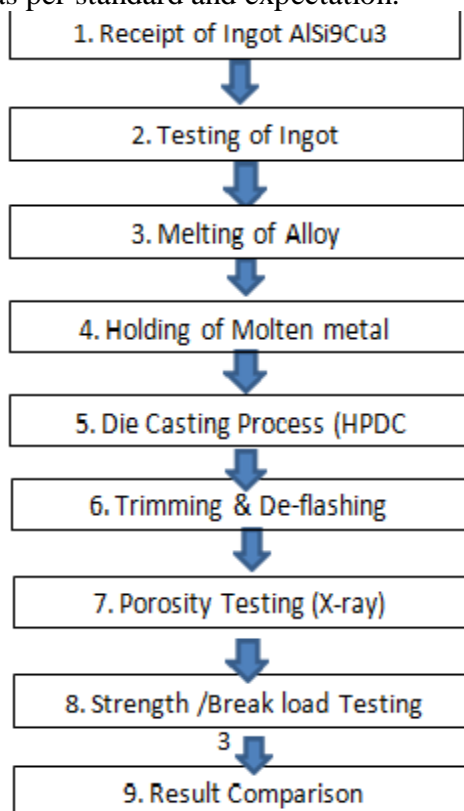 as per standard and expectation.
1. Receipt of Ingot AlSi9Cu3
2. Testing of Ingot
3. Melting of Alloy
4. Holding of Molten metal
5. Die Casting Process (HPDC
6. Trimming & De-flashing
7. Porosity Testing (X-ray)
8. Strength /Break load Testing
3
9. Result Comparison